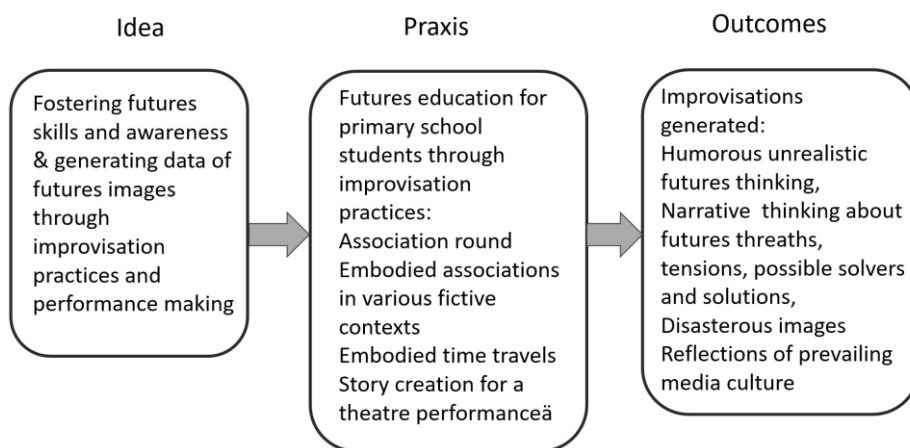 Idea
Fostering futures
skills and awareness
& generating data of
futures images
through
improvisation
practices and
performance making
Praxis
Futures education for
primary school
students through
improvisation
practices:
Association round
Embodied associations
in various fictive
contexts
Embodied time travels
Story creation for a
theatre performanceä
Outcomes
Improvisations
generated:
Humorous unrealistic
futures thinking,
Narrative  thinking about
futures threaths,
tensions, possible solvers
and solutions,
Disasterous images
Reflections of prevailing
media culture